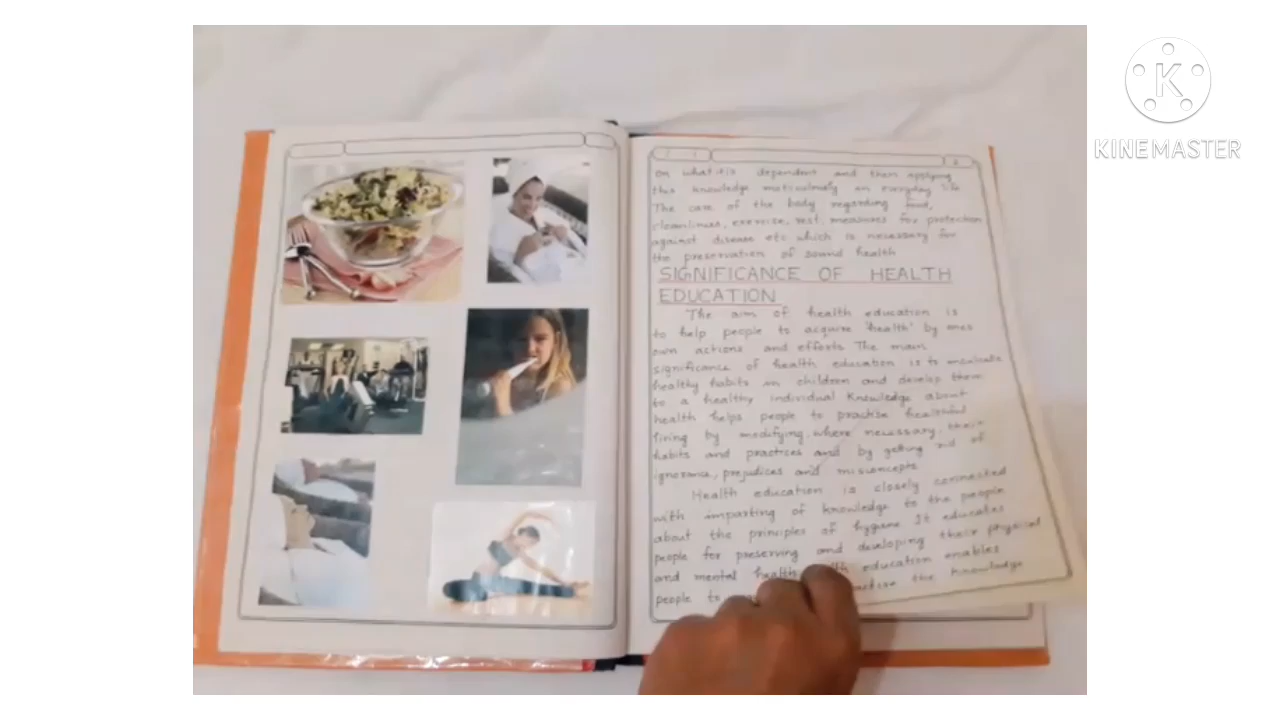 on what it is dependent and then applying
this knowledge meticulously in everyday life
The care of the body regarding food,
cleanliness, exercise, rest, measures for protection
against disease etc which is necessary for
the preservation of sound health
SIGNIFICANCE OF HEALTH
EDUCATION
The aim of health education is
to help people to acquire 'health' by ones
own actions and efforts The main
significance of health education is to inculcate
healthy habits in children and develop them
to a healthy individual Knowledge about
health helps people to practise healthful
living by modifying, where necessary, their
habits and practices and by getting rid of
ignorance, prejudices and misconcepts
Health education is closely connected
with imparting of knowledge to the people
about the principles of hygiene It educates
people for preserving and developing their physical
and mental health education enables
people to the knowledge
KINEMASTER